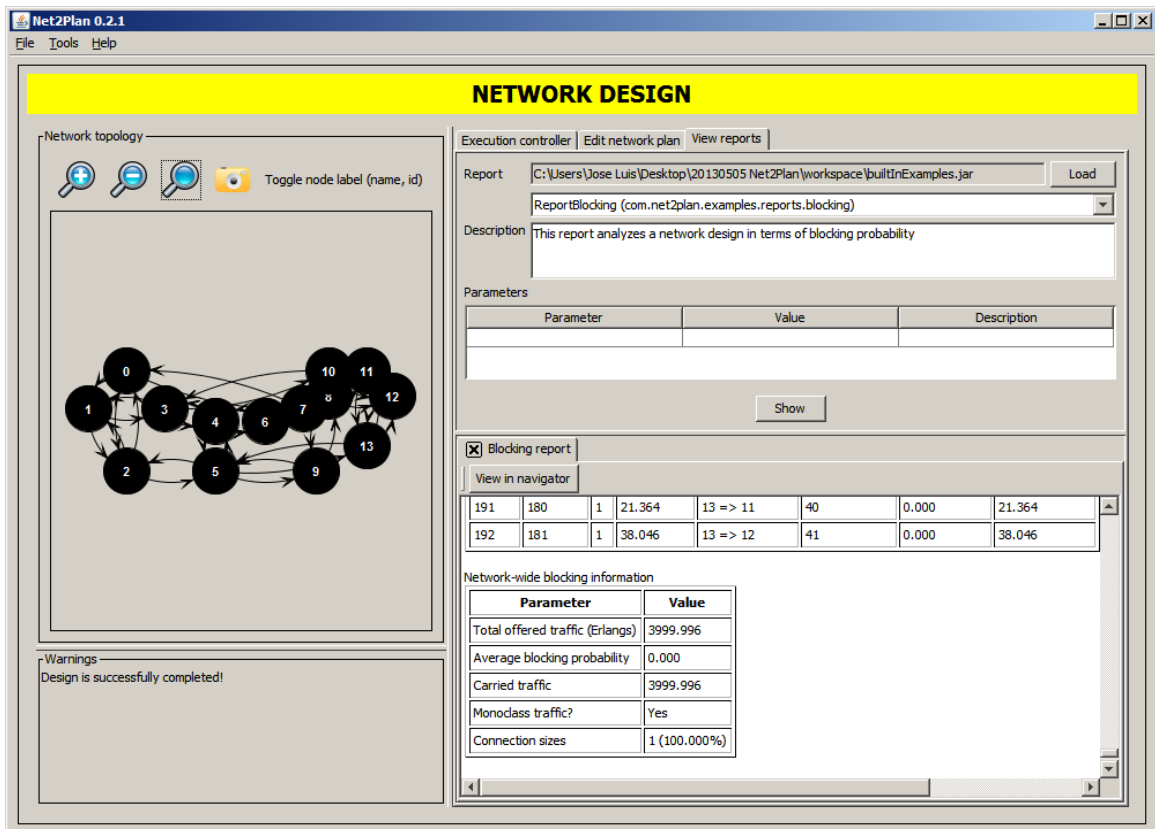 Net2Plan 0.2.1
File Tools Help
NETWORK DESIGN
Network topology
Toggle node label (name, id)
0
10 11
1 3 4 6 7 8 12
13
2 5 9
Warnings
Design is successfully completed!
Execution controller Edit network plan View reports
Report C:\Users\Jose Luis\Desktop\20130505 Net2Plan\workspace\builtInExamples.jar Load
ReportBlocking (com.net2plan.examples.reports.blocking)
Description This report analyzes a network design in terms of blocking probability
Parameters
Parameter Value Description
Show
Blocking report
View in navigator
191 180 1 21.364 13 => 11 40 0.000 21.364
192 181 1 38.046 13 => 12 41 0.000 38.046
Network-wide blocking information
Parameter Value
Total offered traffic (Erlangs) 3999.996
Average blocking probability 0.000
Carried traffic 3999.996
Monoclass traffic? Yes
Connection sizes 1 (100.000%)